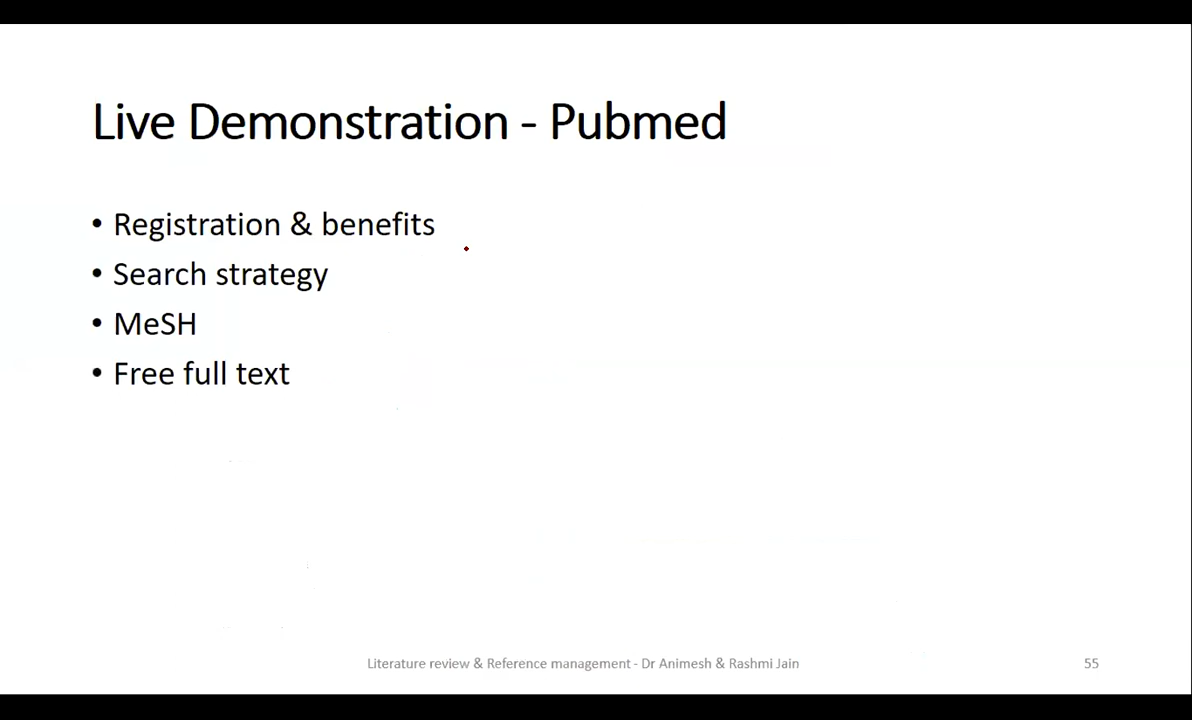 Live Demonstration - Pubmed
• Registration & benefits
• Search strategy
• MeSH
• Free full text
Literature review & Reference management - Dr Animesh & Rashmi Jain
55